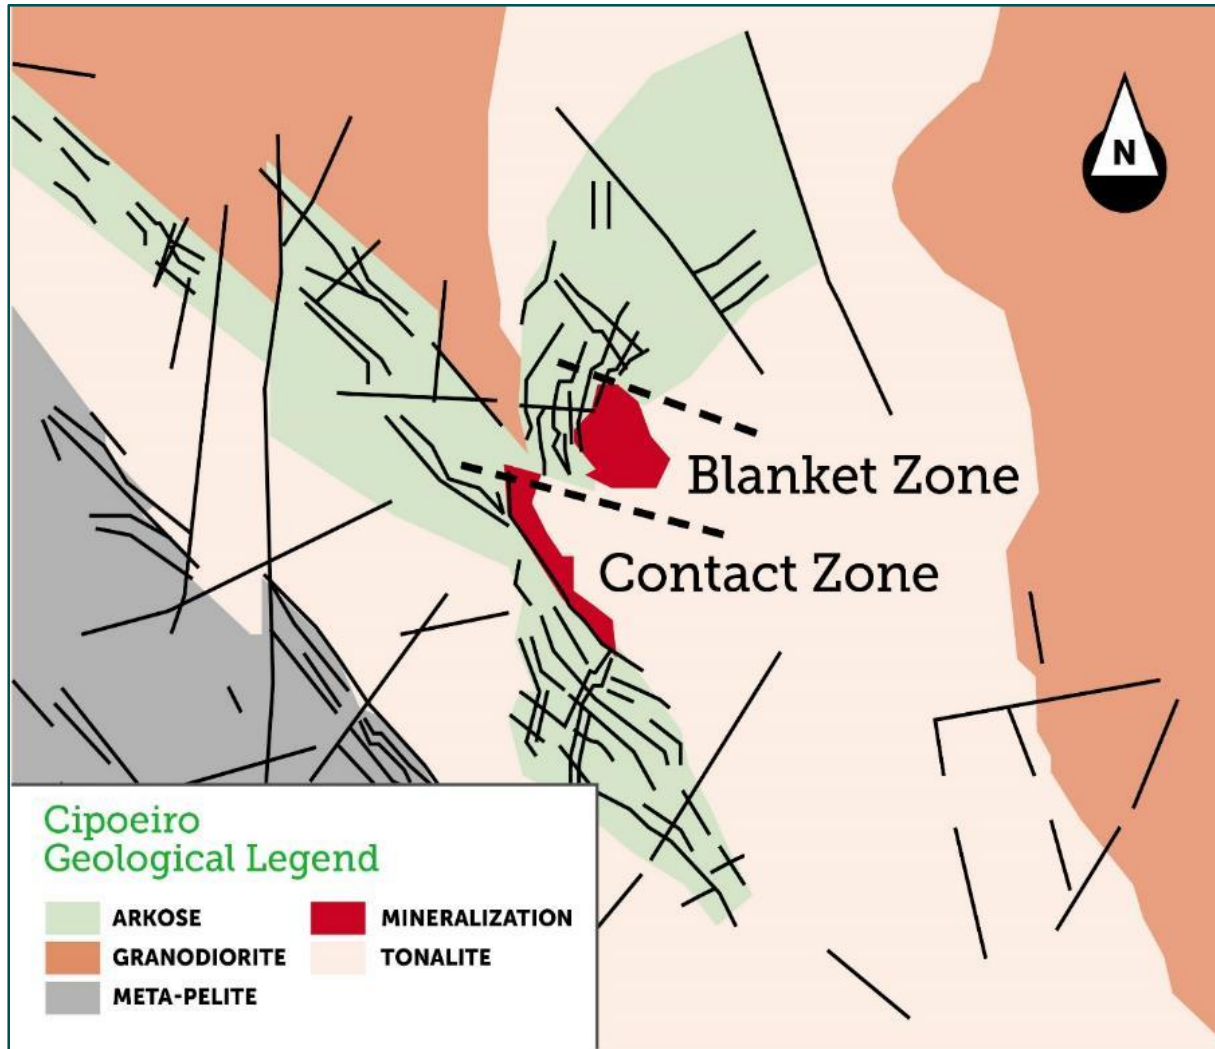 N
Blanket Zone
Contact Zone
Cipoeiro
Geological Legend
ARKOSE
MINERALIZATION
GRANODIORITE
TONALITE
META-PELITE